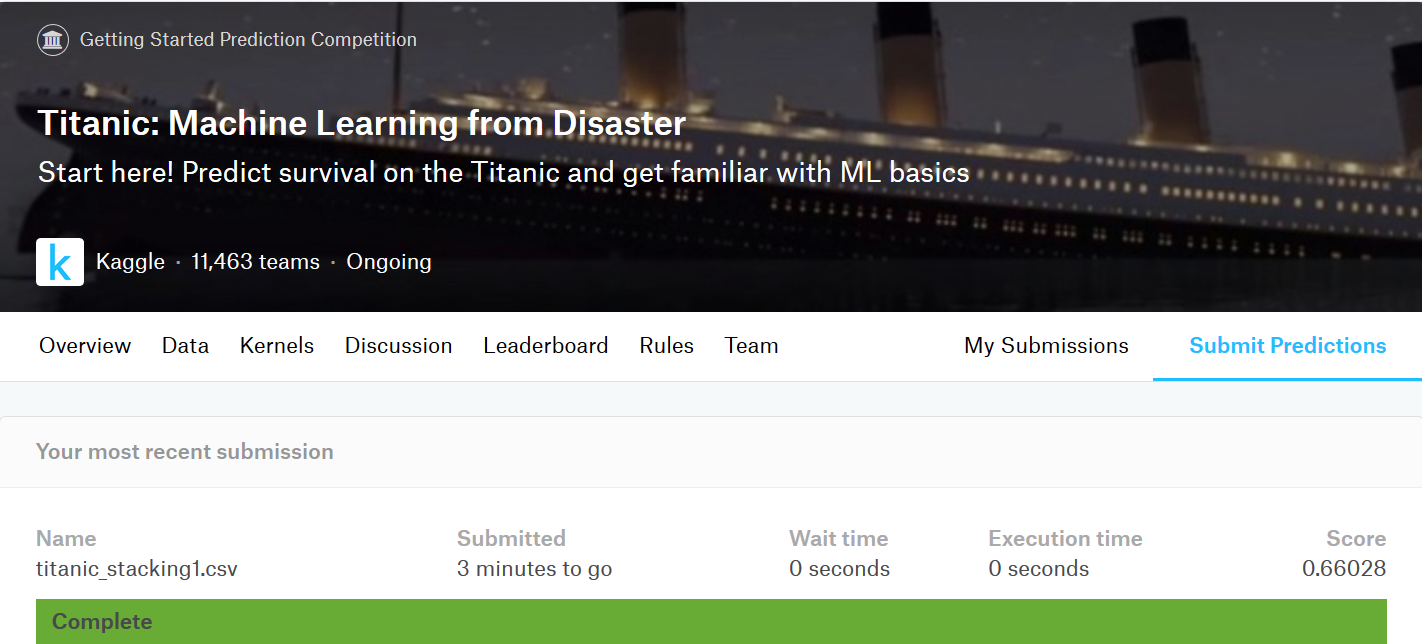 Getting Started Prediction Competition
Titanic: Machine Learning from Disaster
Start here! Predict survival on the Titanic and get familiar with ML basics
k Kaggle · 11,463 teams · Ongoing
Overview Data Kernels Discussion Leaderboard Rules Team My Submissions Submit Predictions
Your most recent submission
Name Submitted Wait time Execution time Score
titanic_stacking1.csv 3 minutes to go 0 seconds 0 seconds 0.66028
Complete